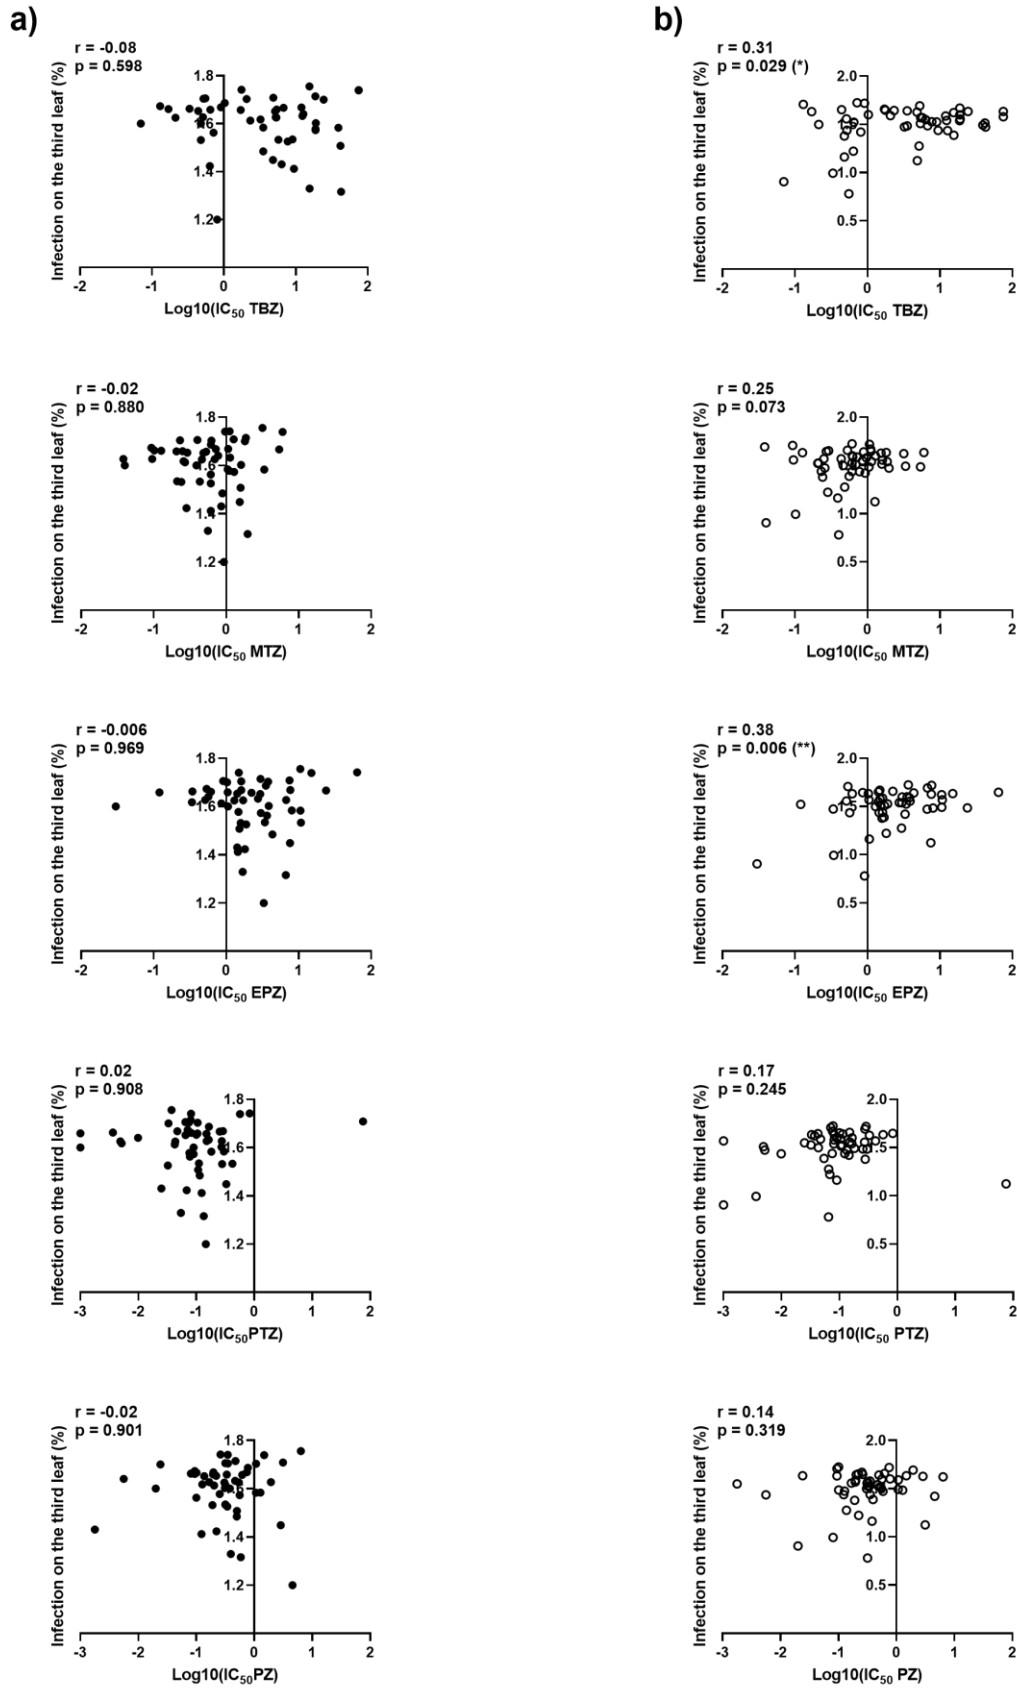 a)
r = -0.08
p = 0.598
Infection on the third leaf (%)
1.8
1.6
1.4
1.2
-2 -1 0 1 2
Log10(IC50 TBZ)
b)
r = 0.31
p = 0.029 (*)
Infection on the third leaf (%)
2.0
1.5
1.0
0.5
-2 -1 0 1 2
Log10(IC50 TBZ)
r = -0.02
p = 0.880
Infection on the third leaf (%)
1.8
1.6
1.4
1.2
-2 -1 0 1 2
Log10(IC50 MTZ)
r = 0.25
p = 0.073
Infection on the third leaf (%)
2.0
1.5
1.0
0.5
-2 -1 0 1 2
Log10(IC50 MTZ)
r = -0.006
p = 0.969
Infection on the third leaf (%)
1.8
1.6
1.4
1.2
-2 -1 0 1 2
Log10(IC50 EPZ)
r = 0.38
p = 0.006 (**)
Infection on the third leaf (%)
2.0
1.5
1.0
0.5
-2 -1 0 1 2
Log10(IC50 EPZ)
r = 0.02
p = 0.908
Infection on the third leaf (%)
1.8
1.6
1.4
1.2
-3 -2 -1 0 1 2
Log10(IC50PTZ)
r = 0.17
p = 0.245
Infection on the third leaf (%)
2.0
1.5
1.0
0.5
-3 -2 -1 0 1 2
Log10(IC50 PTZ)
r = -0.02
p = 0.901
Infection on the third leaf (%)
1.8
1.6
1.4
1.2
-3 -2 -1 0 1 2
Log10(IC50PZ)
r = 0.14
p = 0.319
Infection on the third leaf (%)
2.0
1.5
1.0
0.5
-3 -2 -1 0 1 2
Log10(IC50 PZ)